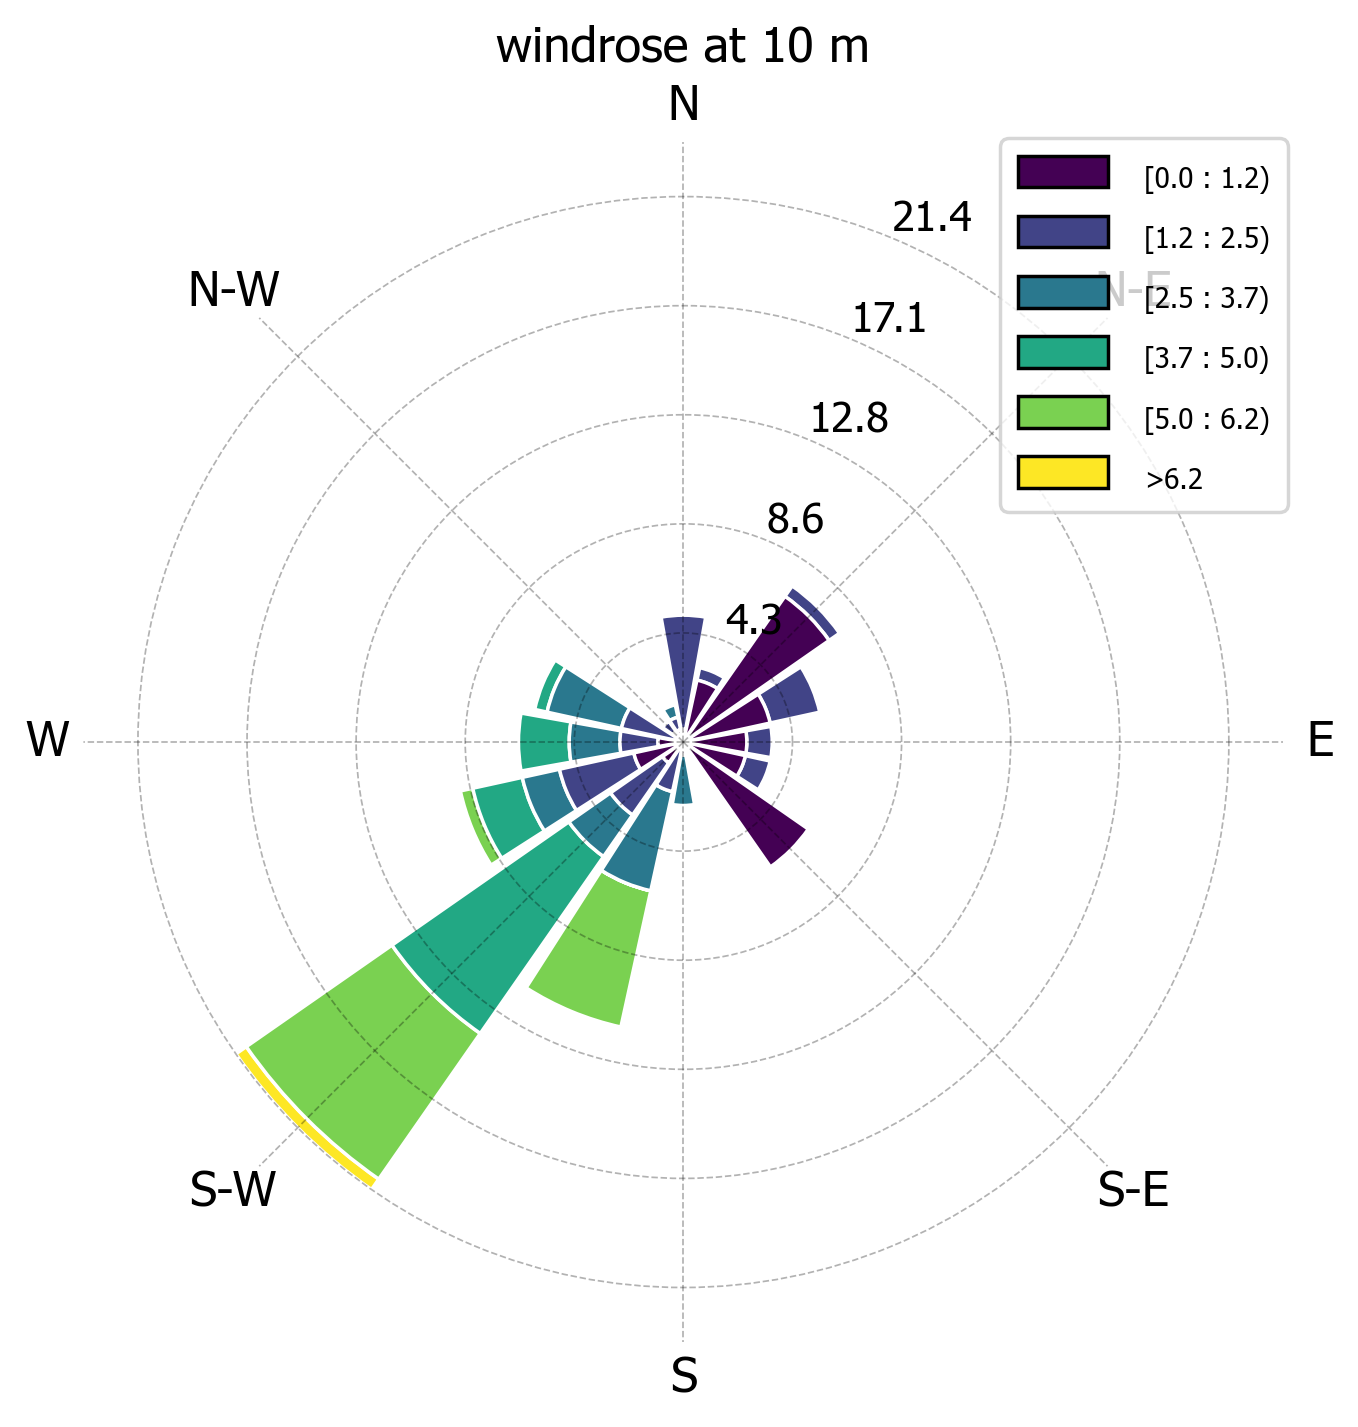 windrose at 10 m
N
[0.0 : 1.2)
21.4
[1.2 : 2.5)
N-W
N-E
[2.5 : 3.7)
17.1
[3.7 : 5.0)
12.8
[5.0 : 6.2)
>6.2
8.6
4.3
W
E
S-W
S-E
S